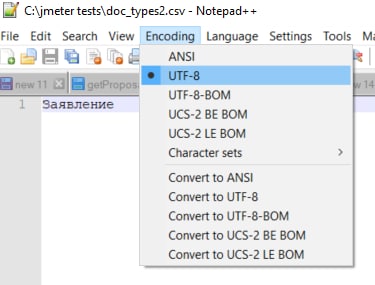 C:\jmeter tests\doc_types2.csv - Notepad++
File Edit Search View Encoding Language Settings Tools
new 11 getPropos
1 Заявление
ANSI
UTF-8
UTF-8-BOM
UCS-2 BE BOM
UCS-2 LE BOM
Character sets
Convert to ANSI
Convert to UTF-8
Convert to UTF-8-BOM
Convert to UCS-2 BE BOM
Convert to UCS-2 LE BOM